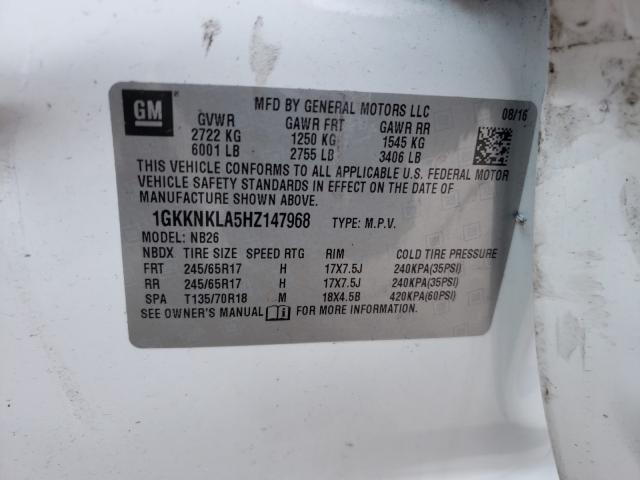 GM
MFD BY GENERAL MOTORS LLC 08/16
GVWR GAWR FRT GAWR RR
2722 KG 1250 KG 1545 KG
6001 LB 2755 LB 3406 LB
THIS VEHICLE CONFORMS TO ALL APPLICABLE U.S. FEDERAL MOTOR
VEHICLE SAFETY STANDARDS IN EFFECT ON THE DATE OF
MANUFACTURE SHOWN ABOVE.
1GKKNKLA5HZ147968 TYPE: M.P.V.
MODEL: NB26
NBDX TIRE SIZE SPEED RTG RIM COLD TIRE PRESSURE
FRT 245/65R17 H 17X7.5J 240KPA(35PSI)
RR 245/65R17 H 17X7.5J 240KPA(35PSI)
SPA T135/70R18 M 18X4.5B 420KPA(60PSI)
SEE OWNER'S MANUAL FOR MORE INFORMATION.